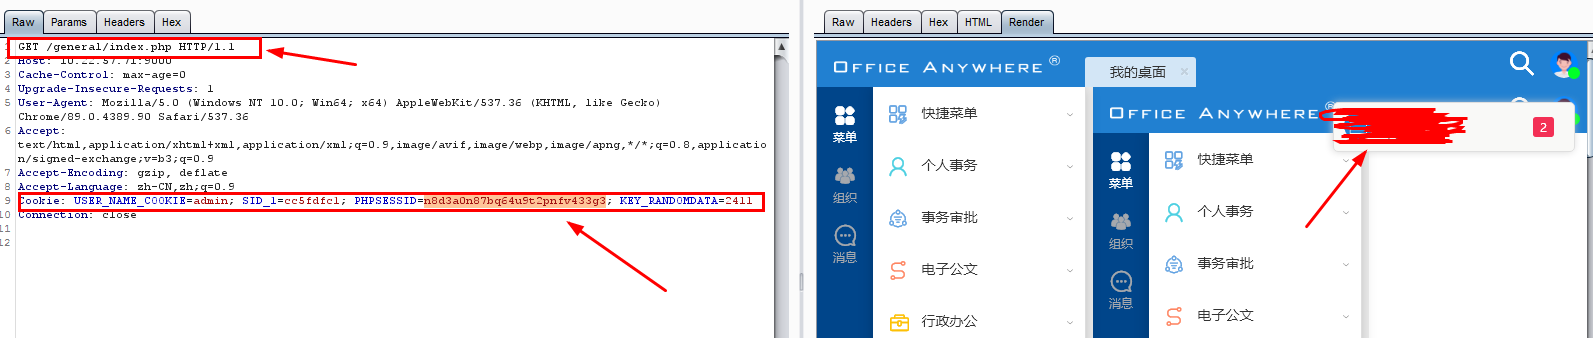 Raw Params Headers Hex
1 GET /general/index.php HTTP/1.1
2 Host: 10.22.57.71:9000
3 Cache-Control: max-age=0
4 Upgrade-Insecure-Requests: 1
5 User-Agent: Mozilla/5.0 (Windows NT 10.0; Win64; x64) AppleWebKit/537.36 (KHTML, like Gecko)
Chrome/89.0.4389.90 Safari/537.36
6 Accept:
text/html,application/xhtml+xml,application/xml;q=0.9,image/avif,image/webp,image/apng,*/*;q=0.8,applicatio
n/signed-exchange;v=b3;q=0.9
7 Accept-Encoding: gzip, deflate
8 Accept-Language: zh-CN,zh;q=0.9
9 Cookie: USER_NAME_COOKIE=admin; SID_1=cc5fdfc1; PHPSESSID=n8d3a0n87bq64u9t2pnfv433g3; KEY_RANDOMDATA=2411
10 Connection: close
11
12
Raw Headers Hex HTML Render
OFFICE ANYWHERE®
我的桌面 ×
菜单
组织
消息
快捷菜单
个人事务
事务审批
电子公文
行政办公
OFFICE ANYWHERE®
2
菜单
组织
消息
快捷菜单
个人事务
事务审批
电子公文